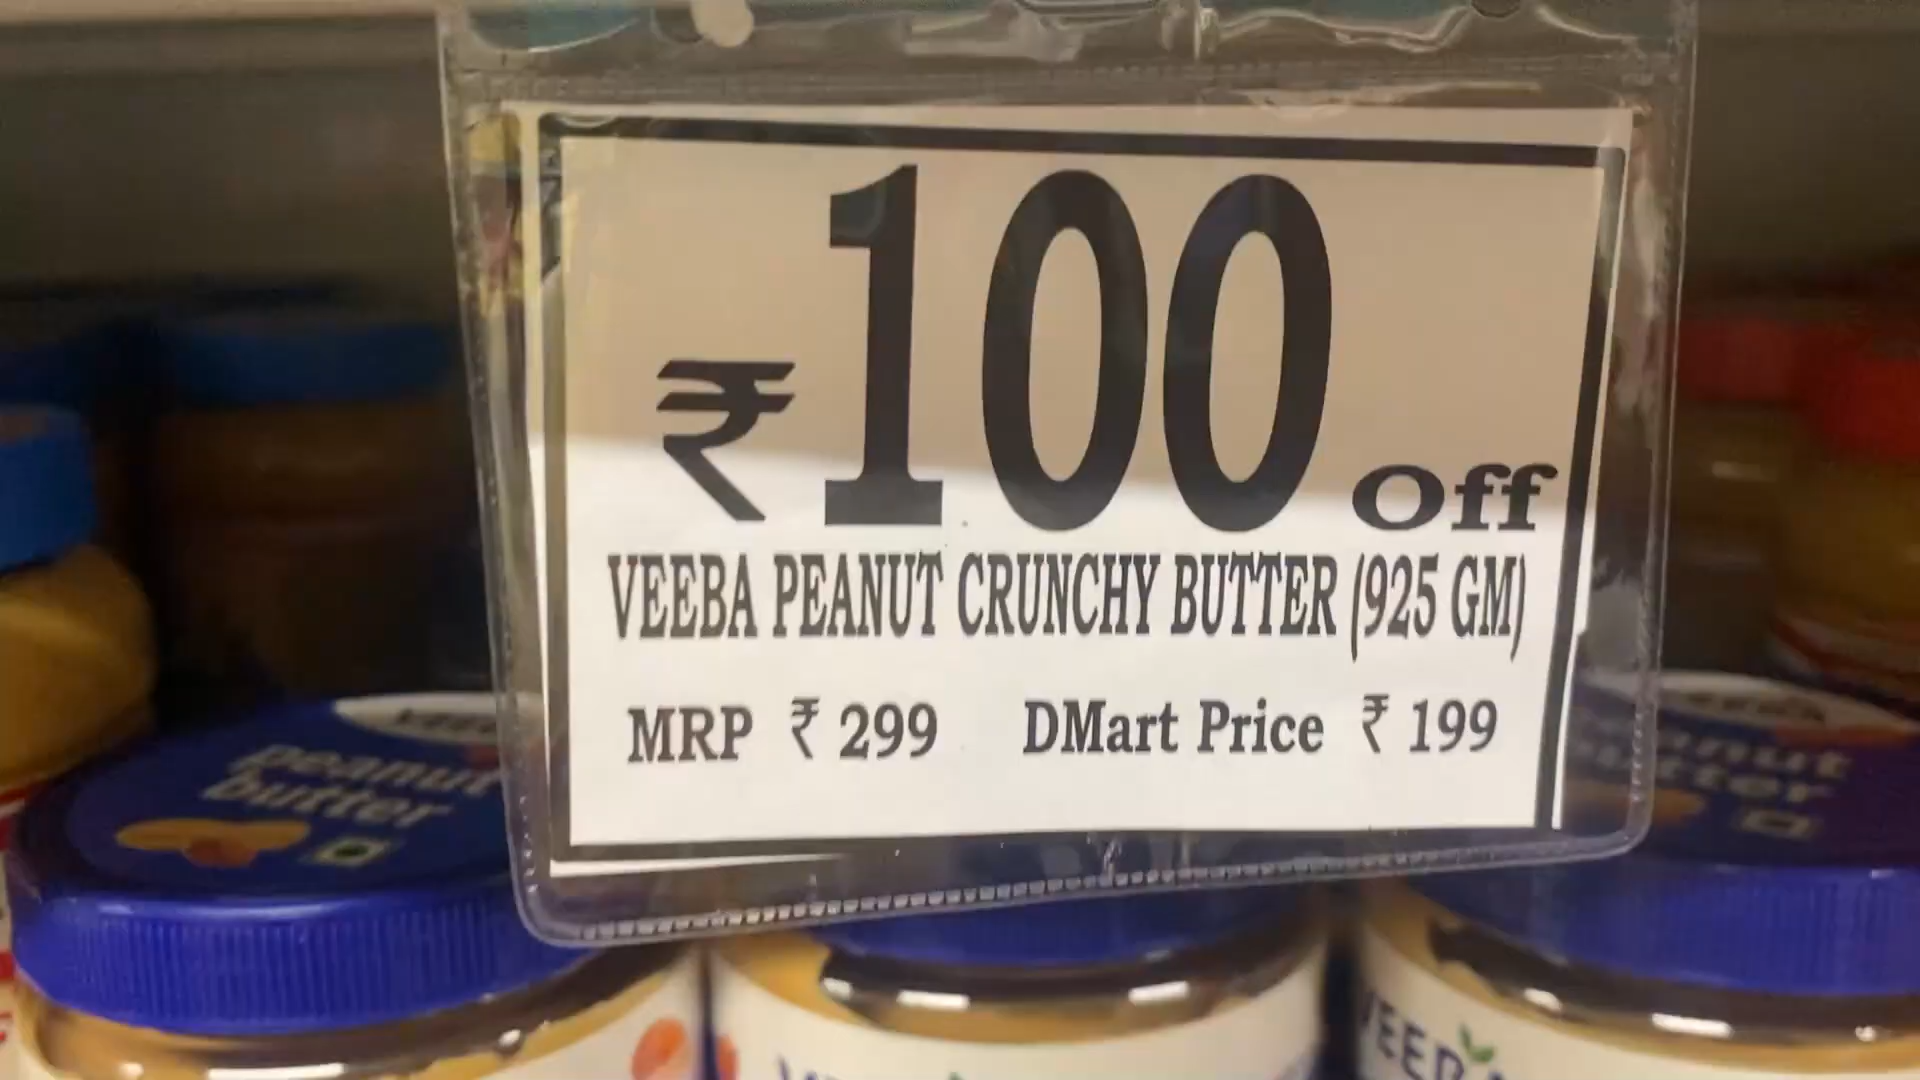 ₹100 Off
VEEBA PEANUT CRUNCHY BUTTER (925 GM)
MRP ₹ 299 DMart Price ₹ 199
peanut
butter